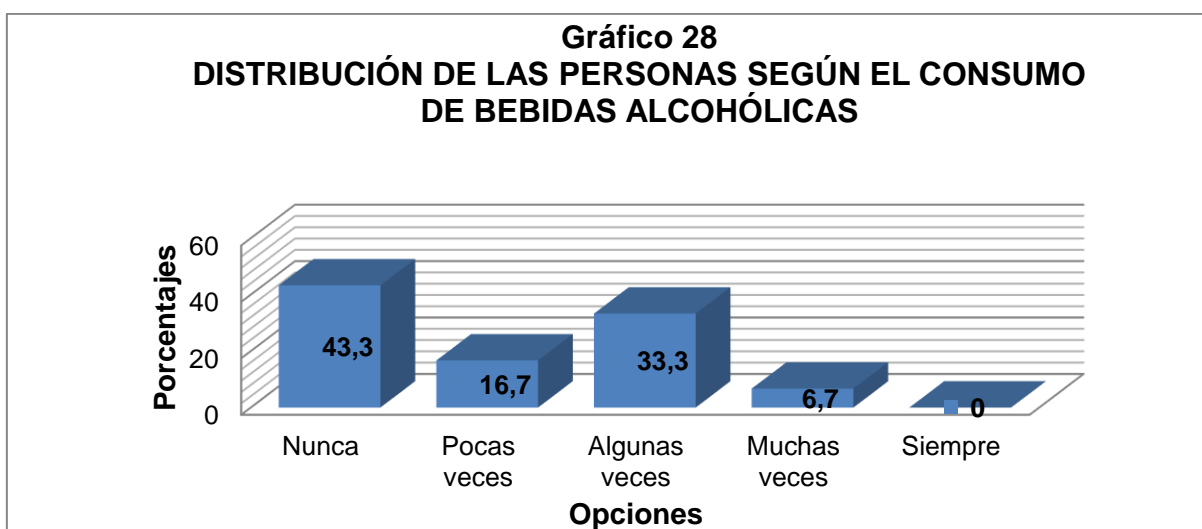 Gráfico 28
DISTRIBUCIÓN DE LAS PERSONAS SEGÚN EL CONSUMO
DE BEBIDAS ALCOHÓLICAS
Porcentajes
60
40
20
0
43,3
16,7
33,3
6,7
0
Nunca
Pocas
veces
Algunas
veces
Muchas
veces
Siempre
Opciones